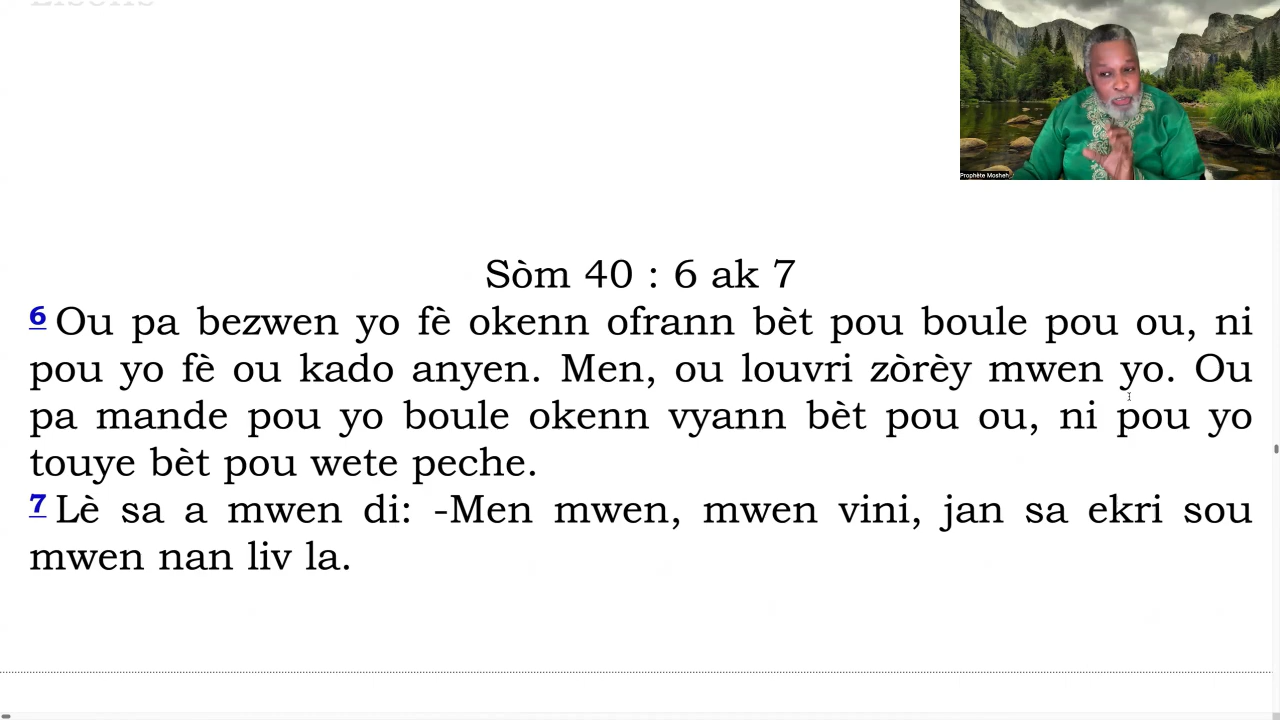 Prophète Mosheh
Sòm 40 : 6 ak 7
6 Ou pa bezwen yo fè okenn ofrann bèt pou boule pou ou, ni
pou yo fè ou kado anyen. Men, ou louvri zòrèy mwen yo. Ou
pa mande pou yo boule okenn vyann bèt pou ou, ni pou yo
touye bèt pou wete peche.
7 Lè sa a mwen di: -Men mwen, mwen vini, jan sa ekri sou
mwen nan liv la.